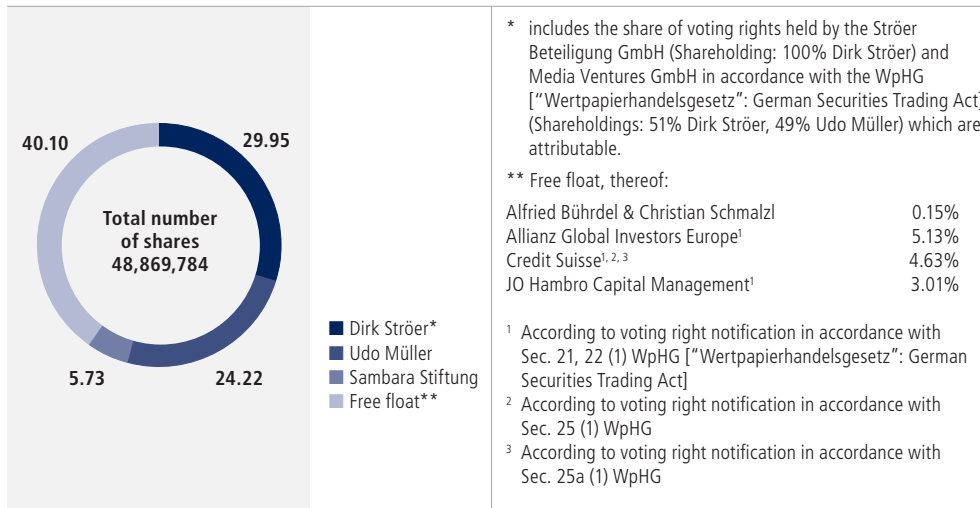 40.10
29.95
Total number
of shares
48,869,784
5.73
24.22
Dirk Ströer*
Udo Müller
Sambara Stiftung
Free float**
* includes the share of voting rights held by the Ströer
Beteiligung GmbH (Shareholding: 100% Dirk Ströer) and
Media Ventures GmbH in accordance with the WpHG
["Wertpapierhandelsgesetz": German Securities Trading Act]
(Shareholdings: 51% Dirk Ströer, 49% Udo Müller) which are
attributable.
** Free float, thereof:
Alfried Bührdel & Christian Schmalzl 0.15%
Allianz Global Investors Europe¹ 5.13%
Credit Suisse¹, ², ³ 4.63%
JO Hambro Capital Management¹ 3.01%
¹ According to voting right notification in accordance with
Sec. 21, 22 (1) WpHG ["Wertpapierhandelsgesetz": German
Securities Trading Act]
² According to voting right notification in accordance with
Sec. 25 (1) WpHG
³ According to voting right notification in accordance with
Sec. 25a (1) WpHG